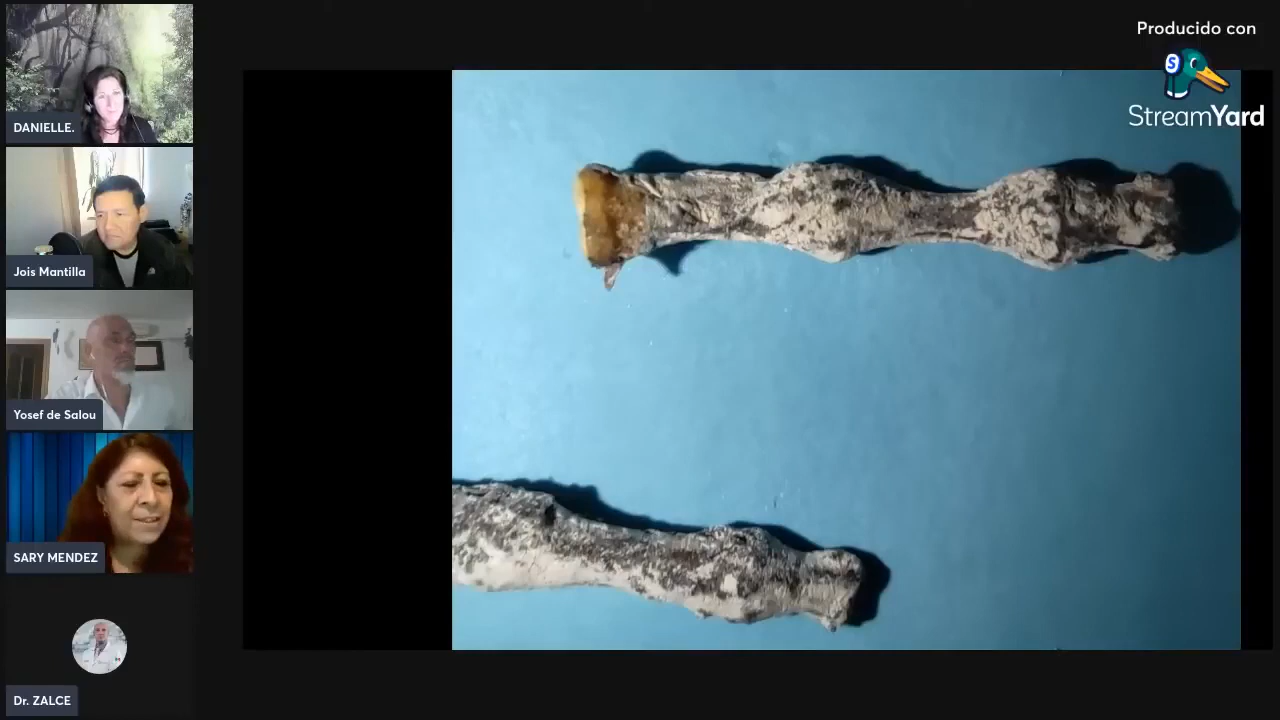 Producido con
StreamYard
DANIELLE.
Jois Mantilla
Yosef de Salou
SARY MENDEZ
Dr. ZALCE